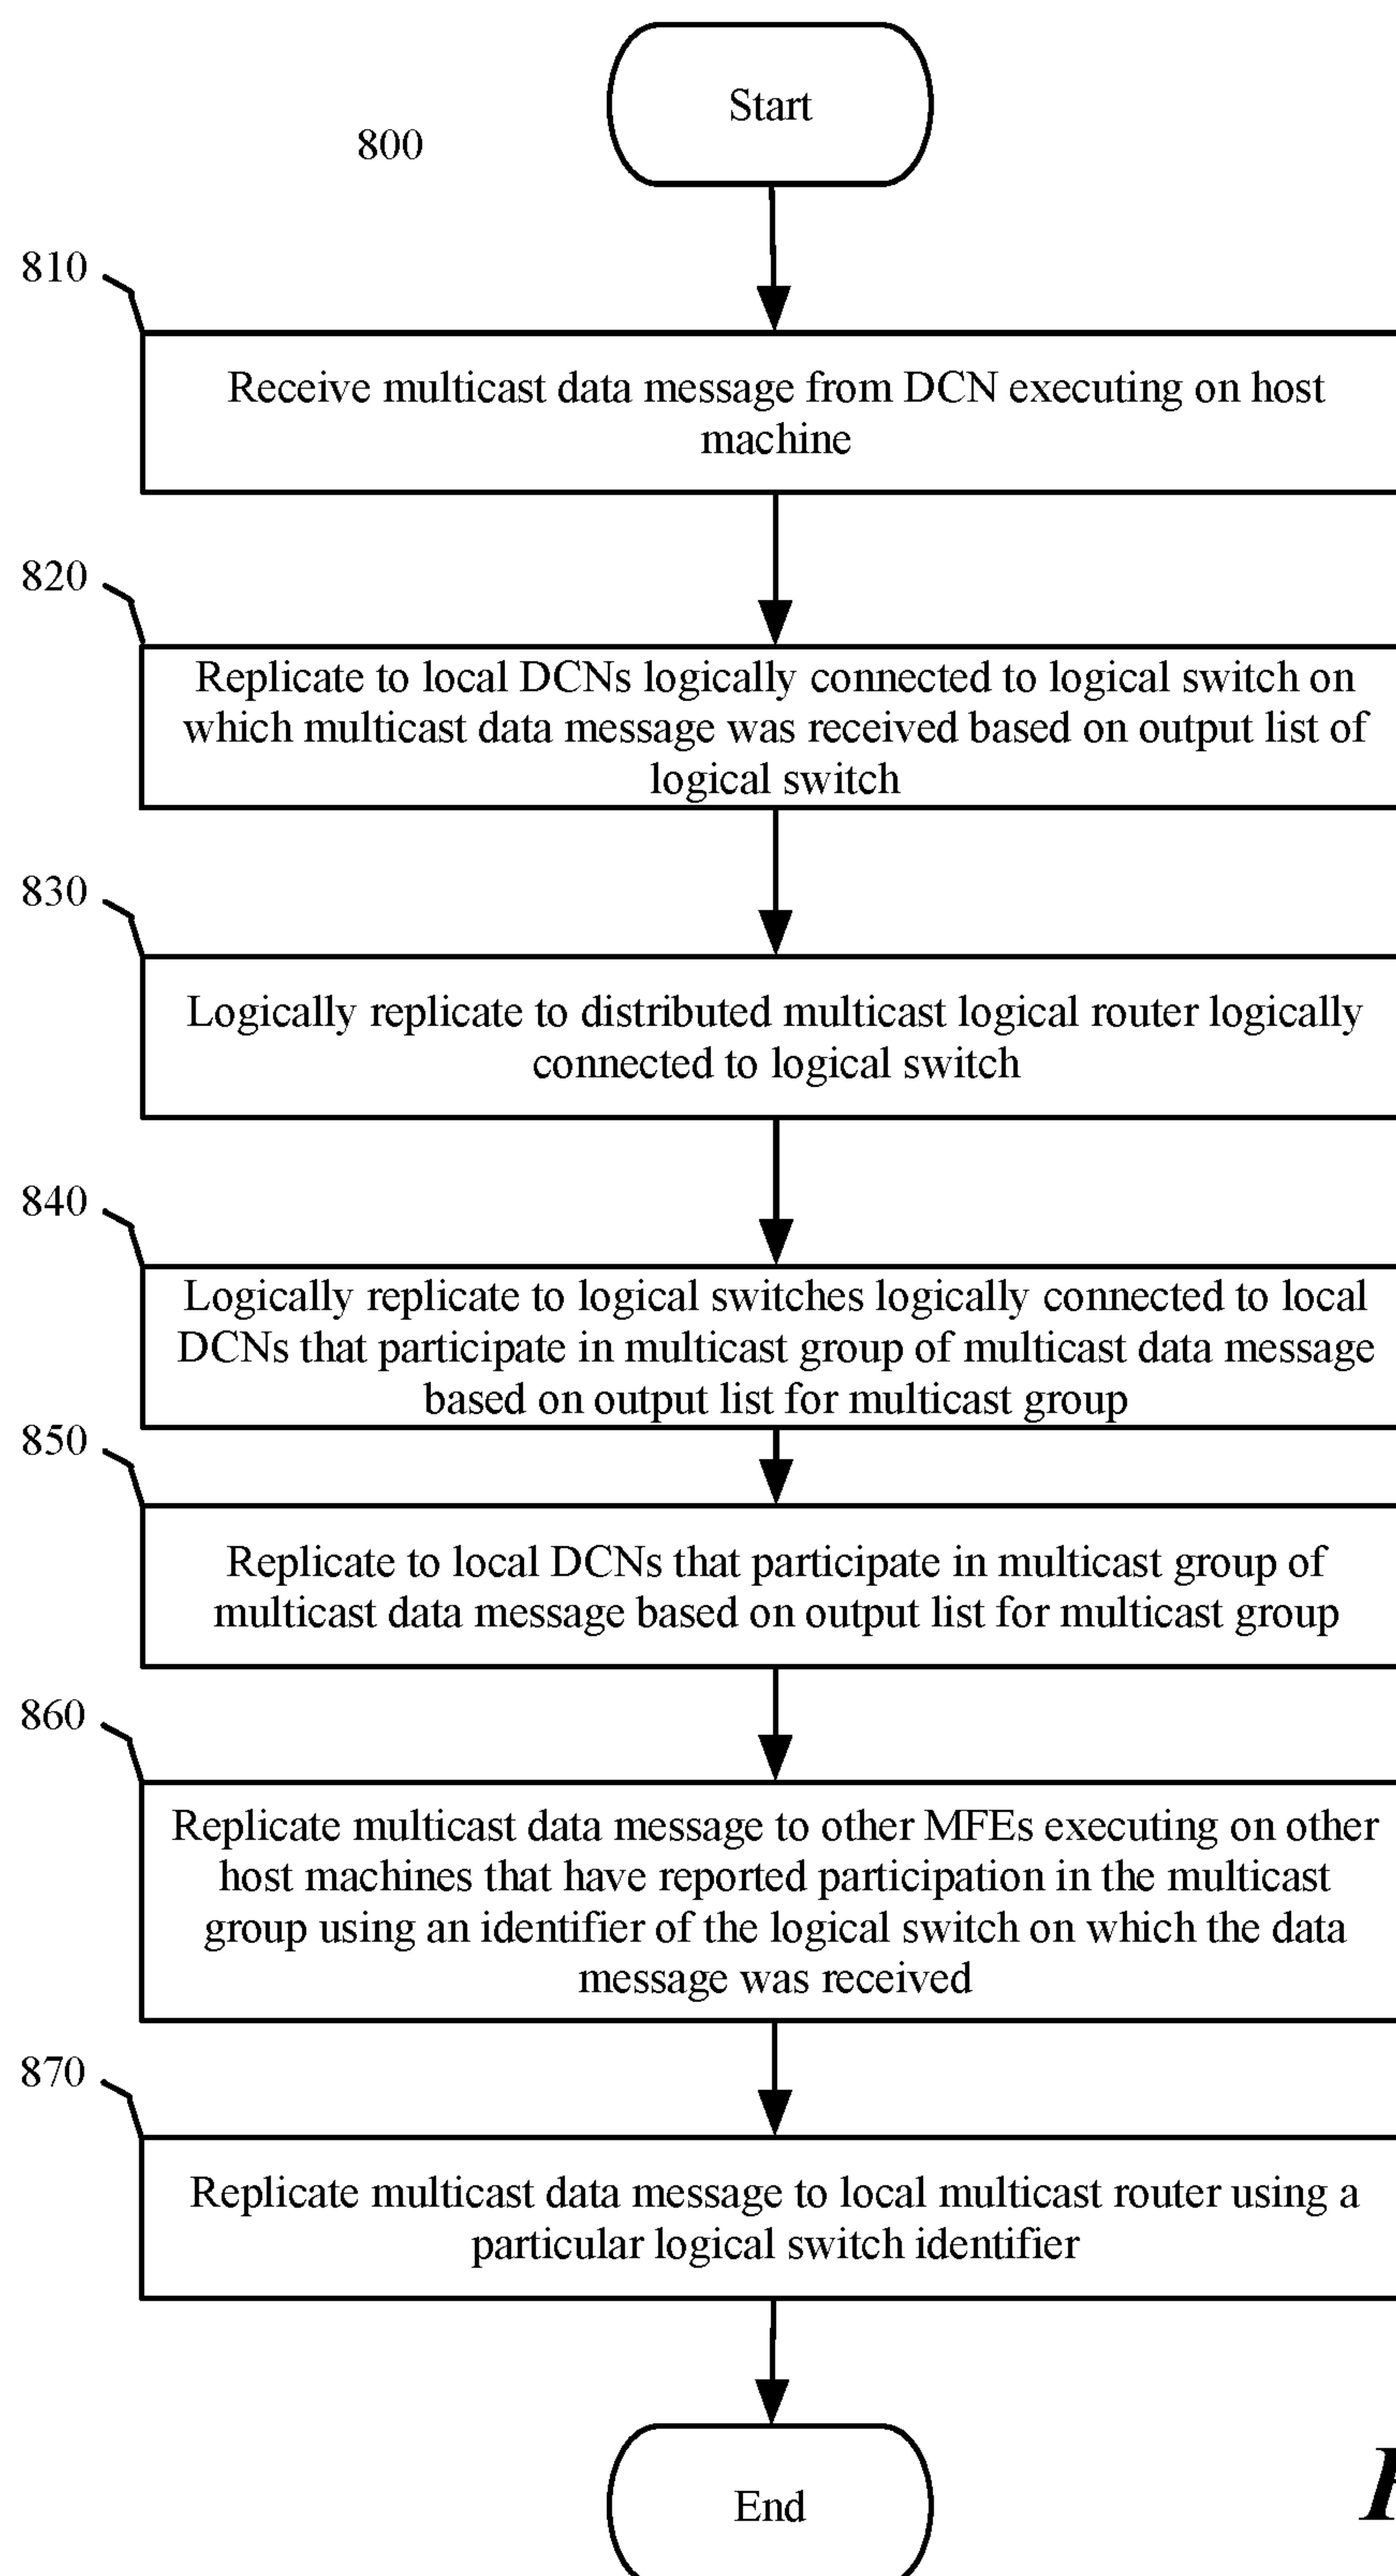 Start
800
810
Receive multicast data message from DCN executing on host
machine
820
Replicate to local DCNs logically connected to logical switch on
which multicast data message was received based on output list of
logical switch
830
Logically replicate to distributed multicast logical router logically
connected to logical switch
840
Logically replicate to logical switches logically connected to local
DCNs that participate in multicast group of multicast data message
based on output list for multicast group
850
Replicate to local DCNs that participate in multicast group of
multicast data message based on output list for multicast group
860
Replicate multicast data message to other MFEs executing on other
host machines that have reported participation in the multicast
group using an identifier of the logical switch on which the data
message was received
870
Replicate multicast data message to local multicast router using a
particular logical switch identifier
End